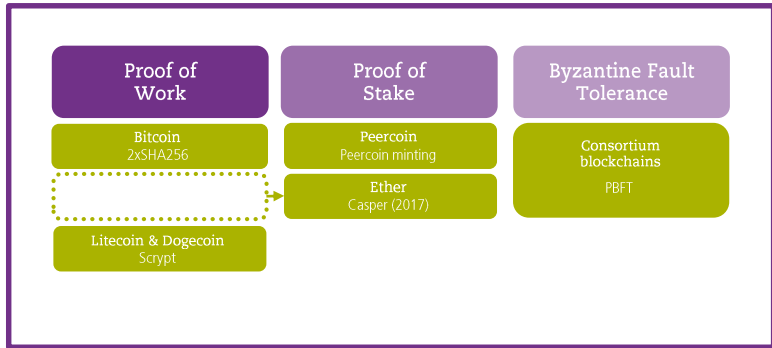 Proof of
Work
Proof of
Stake
Byzantine Fault
Tolerance
Bitcoin
2xSHA256
Peercoin
Peercoin minting
Consortium
blockchains
PBFT
Ether
Casper (2017)
Litecoin & Dogecoin
Scrypt